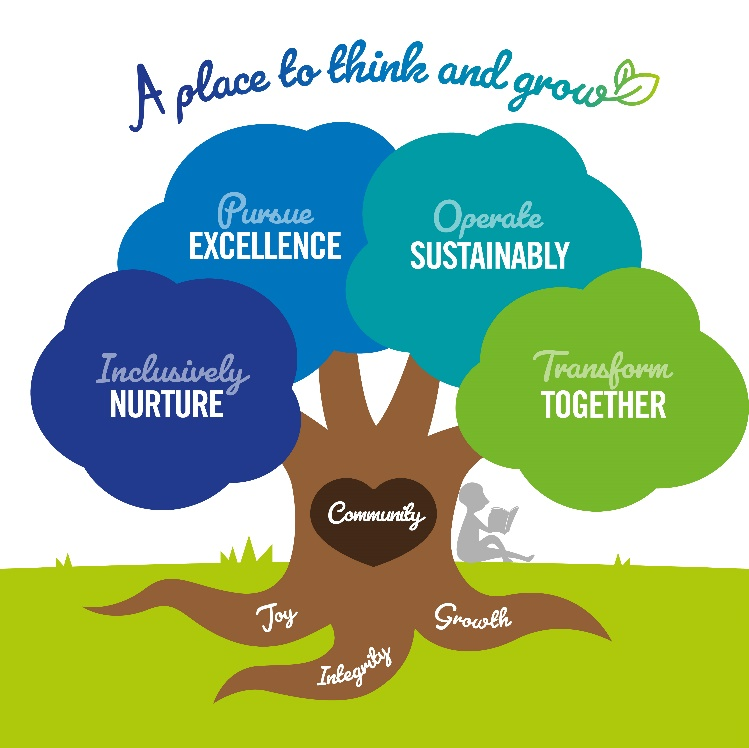 A place to think and grow
Pursue
EXCELLENCE
Operate
SUSTAINABLY
Inclusively
NURTURE
Transform
TOGETHER
Community
Joy
Growth
Integrity